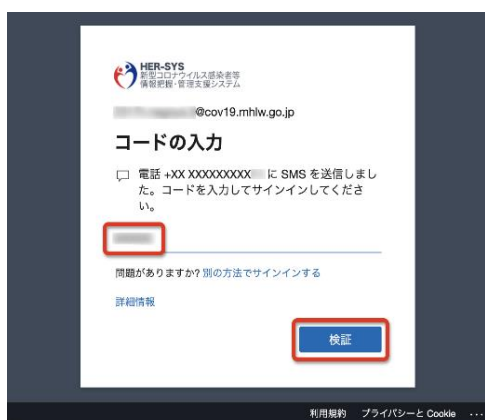 HER-SYS
新型コロナウイルス感染者等
情報把握・管理支援システム
@cov19.mhlw.go.jp
コードの入力
電話 +XX XXXXXXXXX に SMS を送信しまし
た。コードを入力してサインインしてくださ
い。
問題がありますか? 別の方法でサインインする
詳細情報
検証
利用規約 プライバシーと Cookie ...